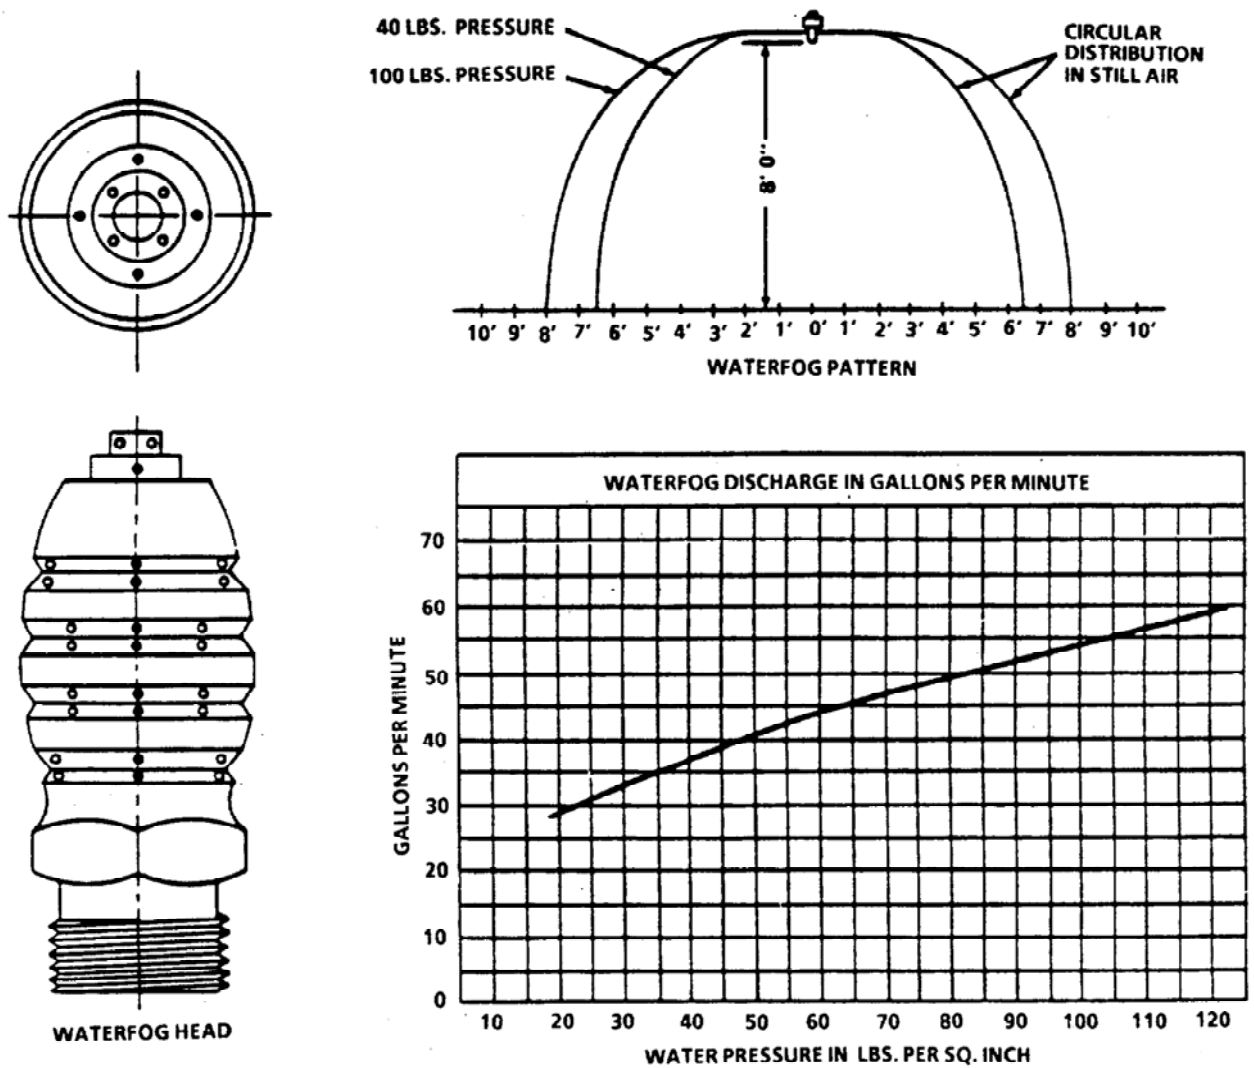 40 LBS. PRESSURE
100 LBS. PRESSURE
CIRCULAR
DISTRIBUTION
IN STILL AIR
8'.0"
10' 9' 8' 7' 6' 5' 4' 3' 2' 1' 0' 1' 2' 3' 4' 5' 6' 7' 8' 9' 10'
WATERFOG PATTERN
WATERFOG HEAD
WATERFOG DISCHARGE IN GALLONS PER MINUTE
GALLONS PER MINUTE
70
60
50
40
30
20
10
0
10 20 30 40 50 60 70 80 90 100 110 120
WATER PRESSURE IN LBS. PER SQ. INCH